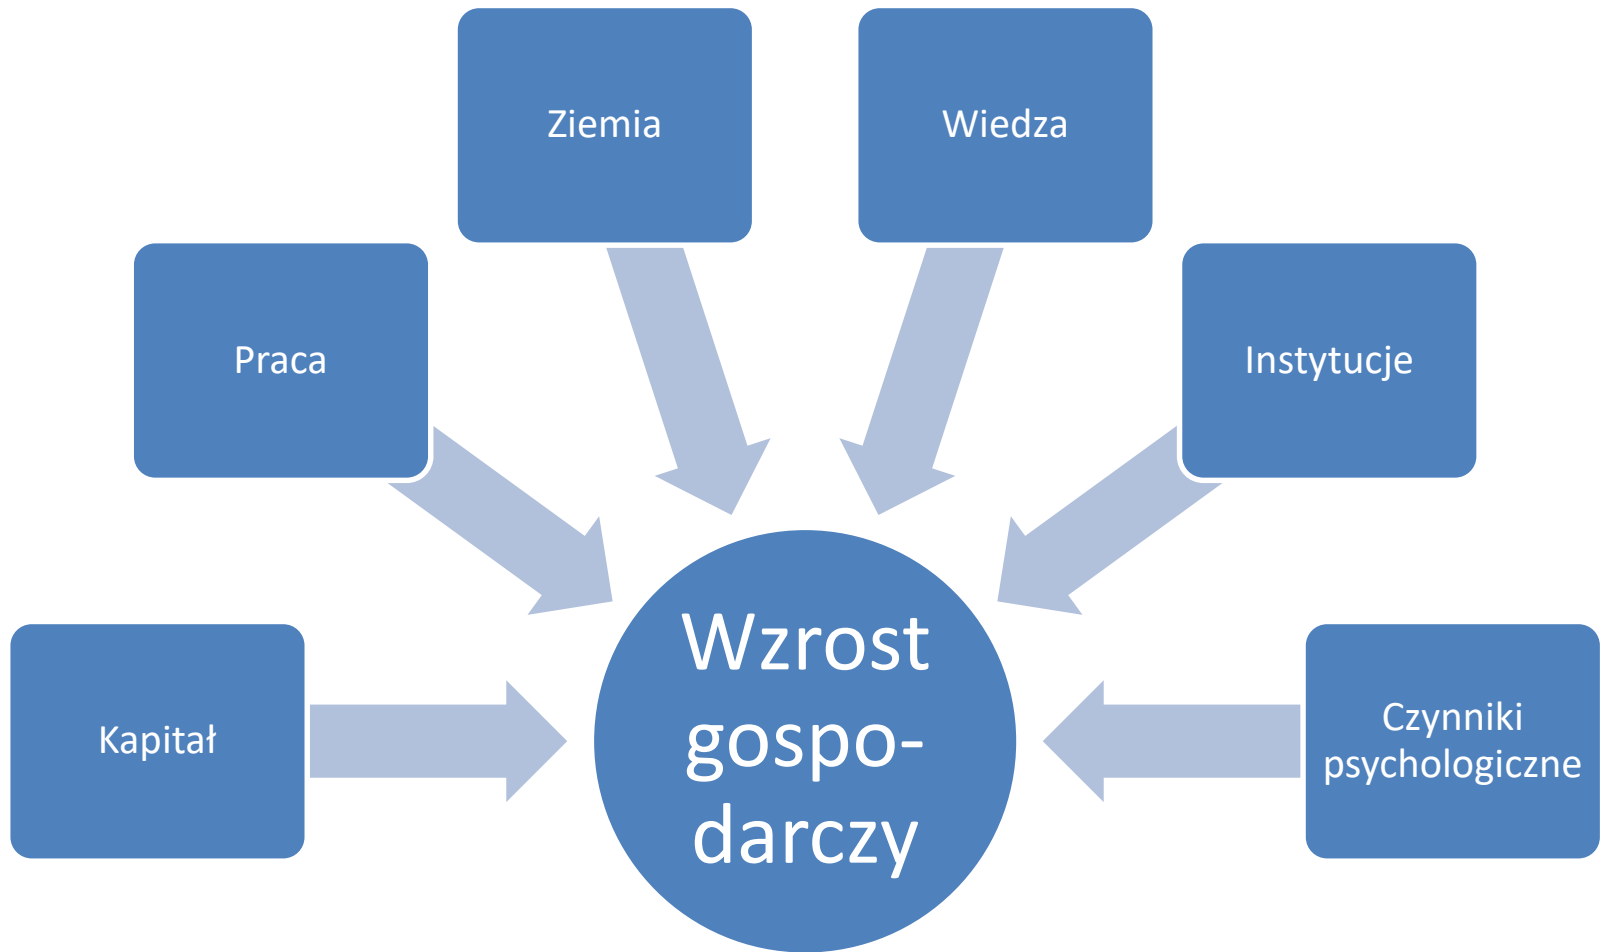 Ziemia
Wiedza
Praca
Instytucje
Kapitał
Wzrost
gospo-
darczy
Czynniki
psychologiczne